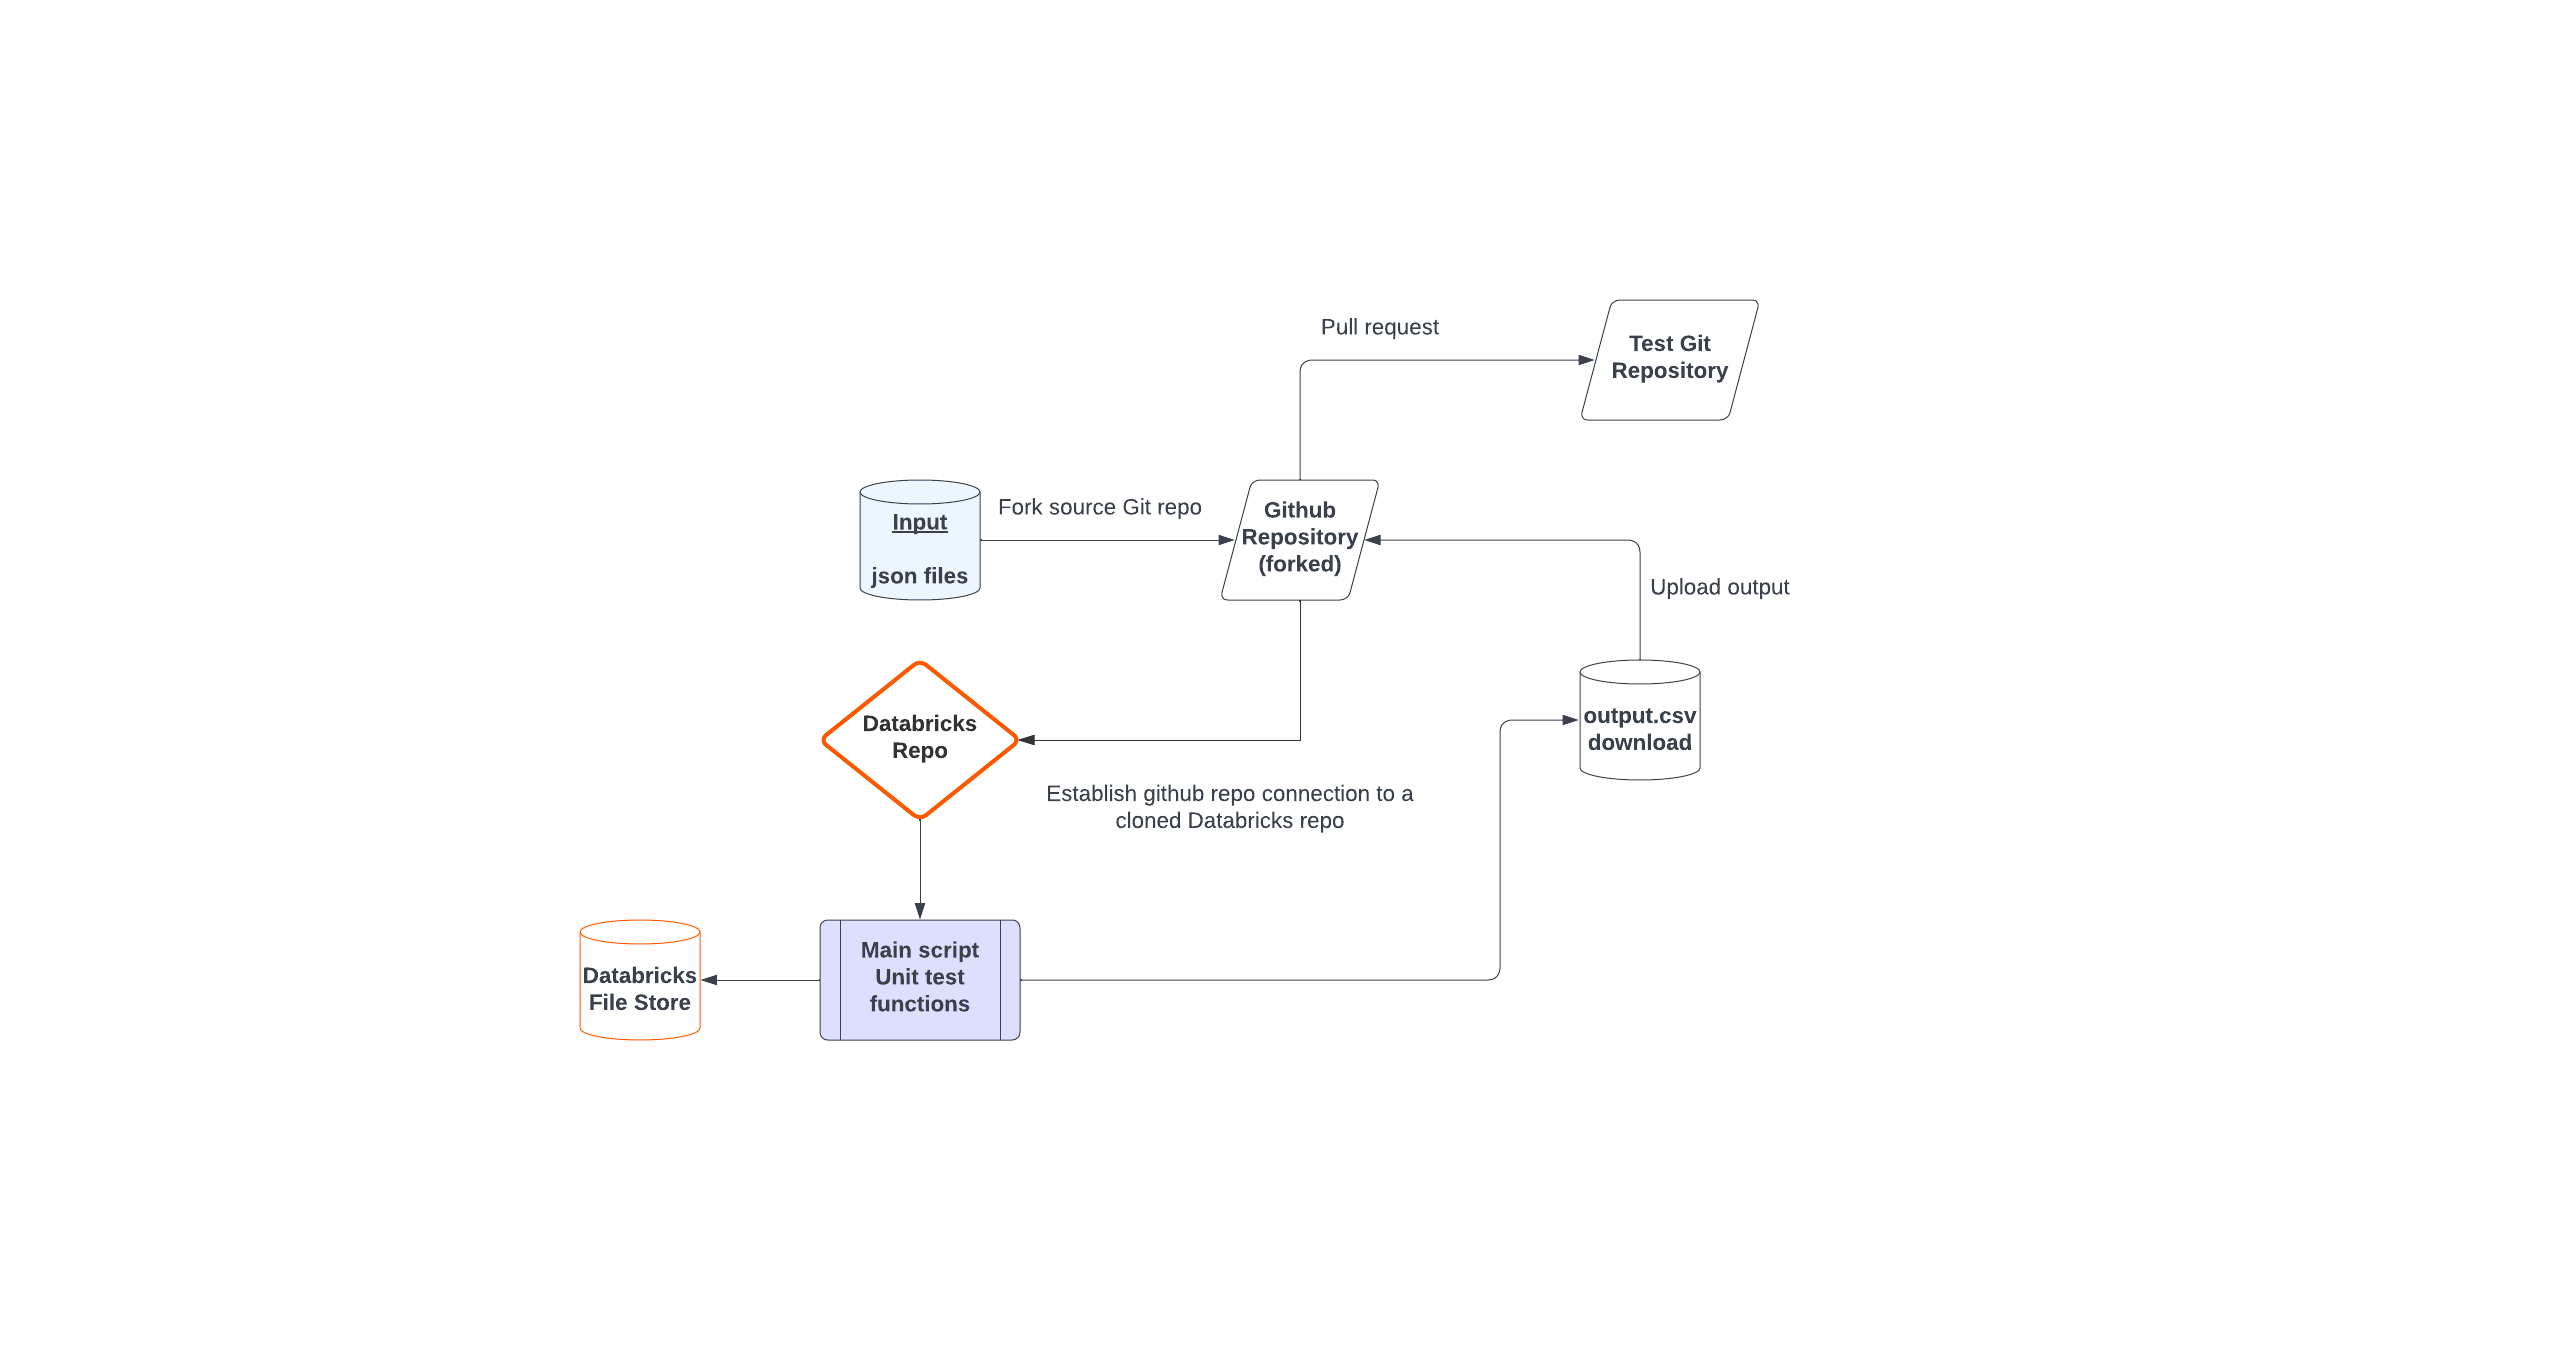 Pull request
Test Git
Repository
Input
json files
Fork source Git repo
Github
Repository
(forked)
Upload output
Databricks
Repo
output.csv
download
Establish github repo connection to a
cloned Databricks repo
Databricks
File Store
Main script
Unit test
functions